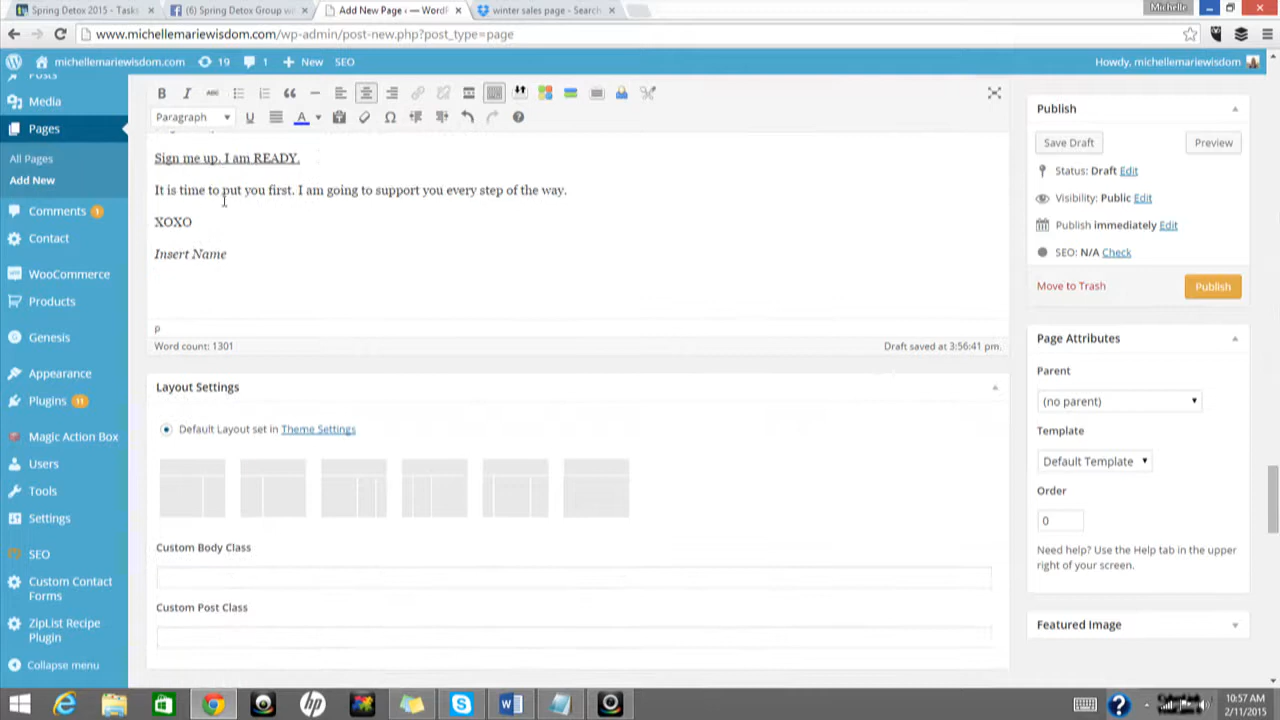 Spring Detox 2015 - Tasks
(6) Spring Detox Group w
Add New Page ‹ — WordP
winter sales page - Search
Michelle
www.michellemariewisdom.com/wp-admin/post-new.php?post_type=page
michellemariewisdom.com
19
1
New
SEO
Howdy, michellemariewisdom
Posts
Media
Pages
All Pages
Add New
Comments 1
Contact
WooCommerce
Products
Genesis
Appearance
Plugins 11
Magic Action Box
Users
Tools
Settings
SEO
Custom Contact
Forms
ZipList Recipe
Plugin
Collapse menu
B I ABC
Paragraph
U A
Sign me up. I am READY.
It is time to put you first. I am going to support you every step of the way.
XOXO
Insert Name
p
Word count: 1301
Draft saved at 3:56:41 pm.
Layout Settings
Default Layout set in Theme Settings
Custom Body Class
Custom Post Class
Publish
Save Draft
Preview
Status: Draft Edit
Visibility: Public Edit
Publish immediately Edit
SEO: N/A Check
Move to Trash
Publish
Page Attributes
Parent
(no parent)
Template
Default Template
Order
0
Need help? Use the Help tab in the upper
right of your screen.
Featured Image
hp
10:57 AM
2/11/2015